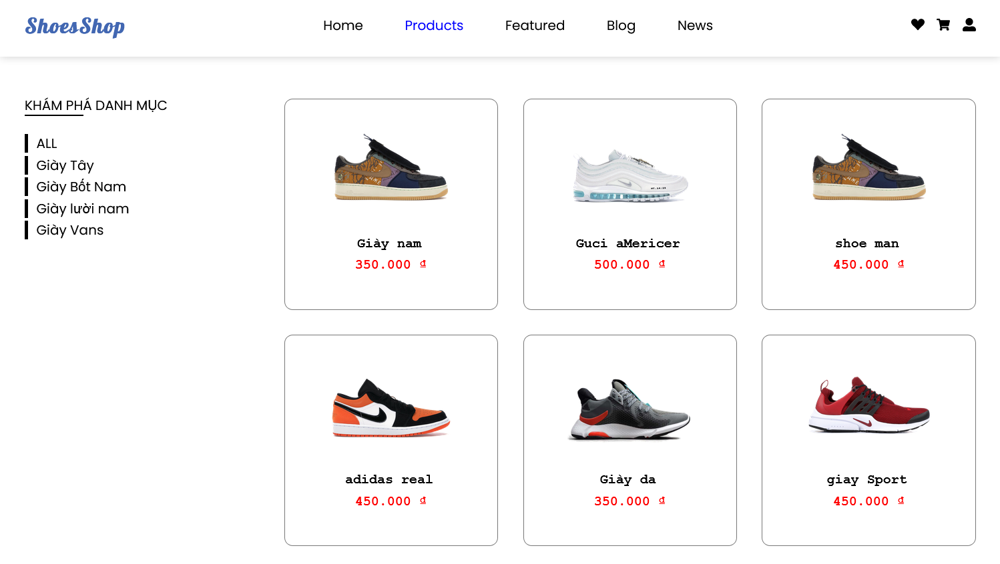 ShoesShop
Home Products Featured Blog News
KHÁM PHÁ DANH MỤC
ALL
Giày Tây
Giày Bốt Nam
Giày lười nam
Giày Vans
Giày nam
350.000 ₫
Guci aMericer
500.000 ₫
shoe man
450.000 ₫
adidas real
450.000 ₫
Giày da
350.000 ₫
giay Sport
450.000 ₫